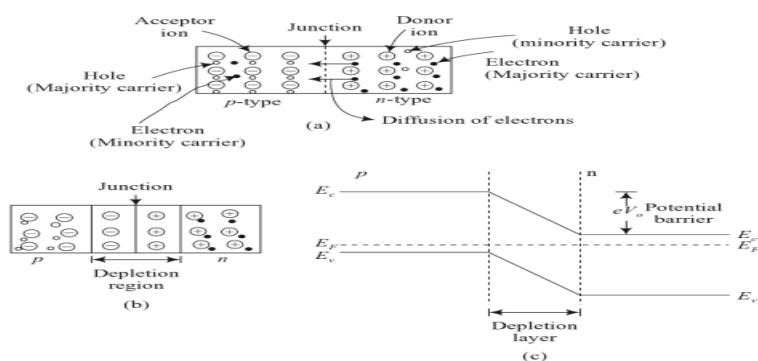 Acceptor
ion
Junction
Donor
ion
Hole
(minority carrier)
Electron
(Majority carrier)
Hole
(Majority carrier)
p-type
n-type
Electron
(Minority carrier)
Diffusion of electrons
(a)
Junction
p
n
Depletion
region
(b)
p
n
E_c
eV_o
Potential
barrier
E_c
E_F
E_F
E_v
E_v
Depletion
layer
(c)